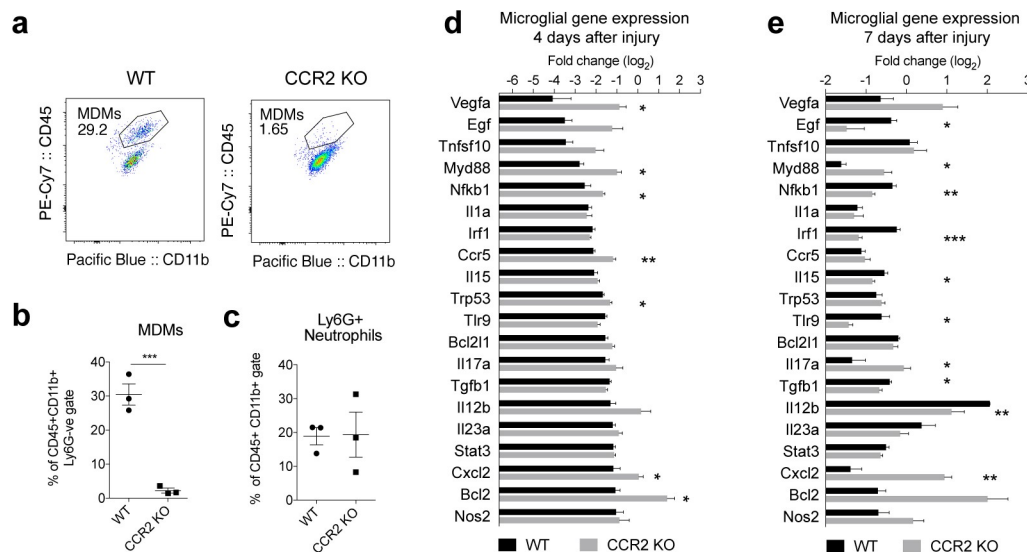 a
WT
CCR2 KO
MDMs
29.2
MDMs
1.65
PE-Cy7 :: CD45
PE-Cy7 :: CD45
Pacific Blue :: CD11b
Pacific Blue :: CD11b
b
MDMs
***
% of CD45+CD11b+
Ly6G-ve gate
40
30
20
10
0
WT
CCR2 KO
c
Ly6G+
Neutrophils
% of CD45+ CD11b+ gate
40
30
20
10
0
WT
CCR2 KO
d
Microglial gene expression
4 days after injury
Fold change (log2)
-6 -5 -4 -3 -2 -1 0 1 2 3
Vegfa *
Egf
Tnfsf10
Myd88 *
Nfkb1 *
Il1a
Irf1
Ccr5 **
Il15
Trp53 *
Tlr9
Bcl2l1
Il17a
Tgfb1
Il12b
Il23a
Stat3
Cxcl2 *
Bcl2 *
Nos2
WT CCR2 KO
e
Microglial gene expression
7 days after injury
Fold change (log2)
-2 -1 0 1 2 3
Vegfa
Egf *
Tnfsf10
Myd88 *
Nfkb1 **
Il1a
Irf1 ***
Ccr5
Il15 *
Trp53
Tlr9 *
Bcl2l1
Il17a *
Tgfb1 *
Il12b **
Il23a
Stat3
Cxcl2 **
Bcl2
Nos2
WT CCR2 KO